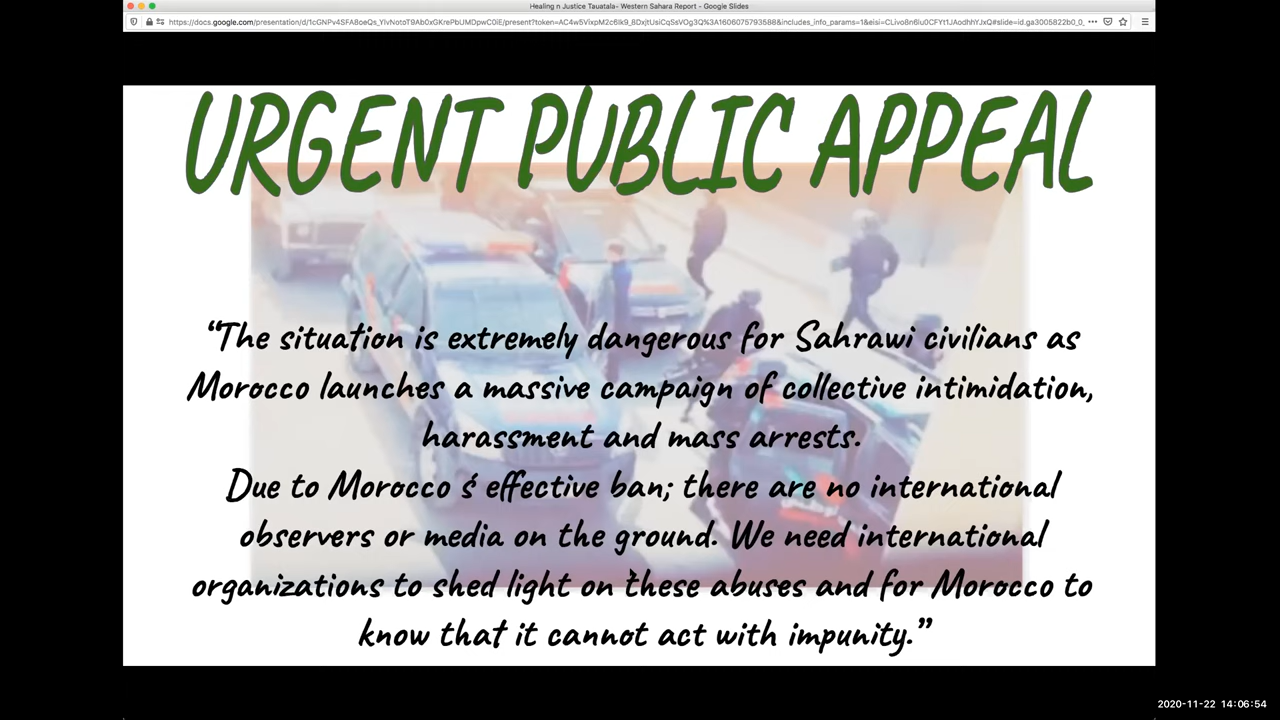 Healing n Justice Tauatala- Western Sahara Report - Google Slides
URGENT PUBLIC APPEAL
“The situation is extremely dangerous for Sahrawi civilians as
Morocco launches a massive campaign of collective intimidation,
harassment and mass arrests.
Due to Morocco ś effective ban; there are no international
observers or media on the ground. We need international
organizations to shed light on these abuses and for Morocco to
know that it cannot act with impunity.”
2020-11-22 14:06:54